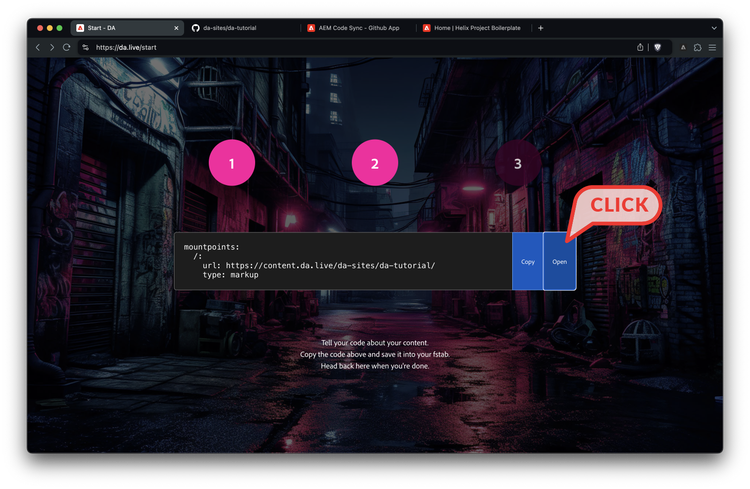 Start - DA
da-sites/da-tutorial
AEM Code Sync - Github App
Home | Helix Project Boilerplate
https://da.live/start
1
2
3
CLICK
mountpoints:
/:
url: https://content.da.live/da-sites/da-tutorial/
type: markup
Copy
Open
Tell your code about your content.
Copy the code above and save it into your fstab.
Head back here when you're done.